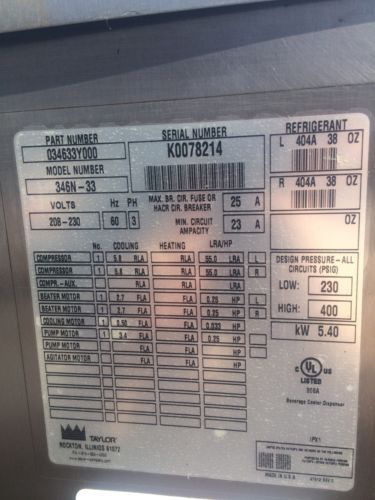 PART NUMBER
034633Y000
MODEL NUMBER
346N-33
VOLTS Hz PH
208-230 60 3
SERIAL NUMBER
K0078214
MAX. BR. CIR. FUSE OR
HACR CIR. BREAKER 25 A
MIN. CIRCUIT
AMPACITY 23 A
REFRIGERANT
L 404A 38 OZ
R 404A 38 OZ
No. COOLING HEATING LRA/HP
COMPRESSOR 1 5.8 RLA RLA 55.0 LRA L
COMPRESSOR 1 5.8 RLA RLA 55.0 LRA R
COMPR.-AUX. RLA RLA LRA
BEATER MOTOR 1 2.7 FLA FLA 0.25 HP L
BEATER MOTOR 1 2.7 FLA FLA 0.25 HP R
COOLING MOTOR 1 0.50 FLA FLA 0.033 HP
PUMP MOTOR 1 3.4 FLA FLA 0.25 HP
PUMP MOTOR FLA FLA HP
AGITATOR MOTOR FLA FLA HP
DESIGN PRESSURE - ALL
CIRCUITS (PSIG)
LOW: 230
HIGH: 400
kW 5.40
C UL US
LISTED
Beverage Cooler Dispenser
IPX1
TAYLOR
ROCKTON, ILLINOIS 61072
MADE IN U.S.A.